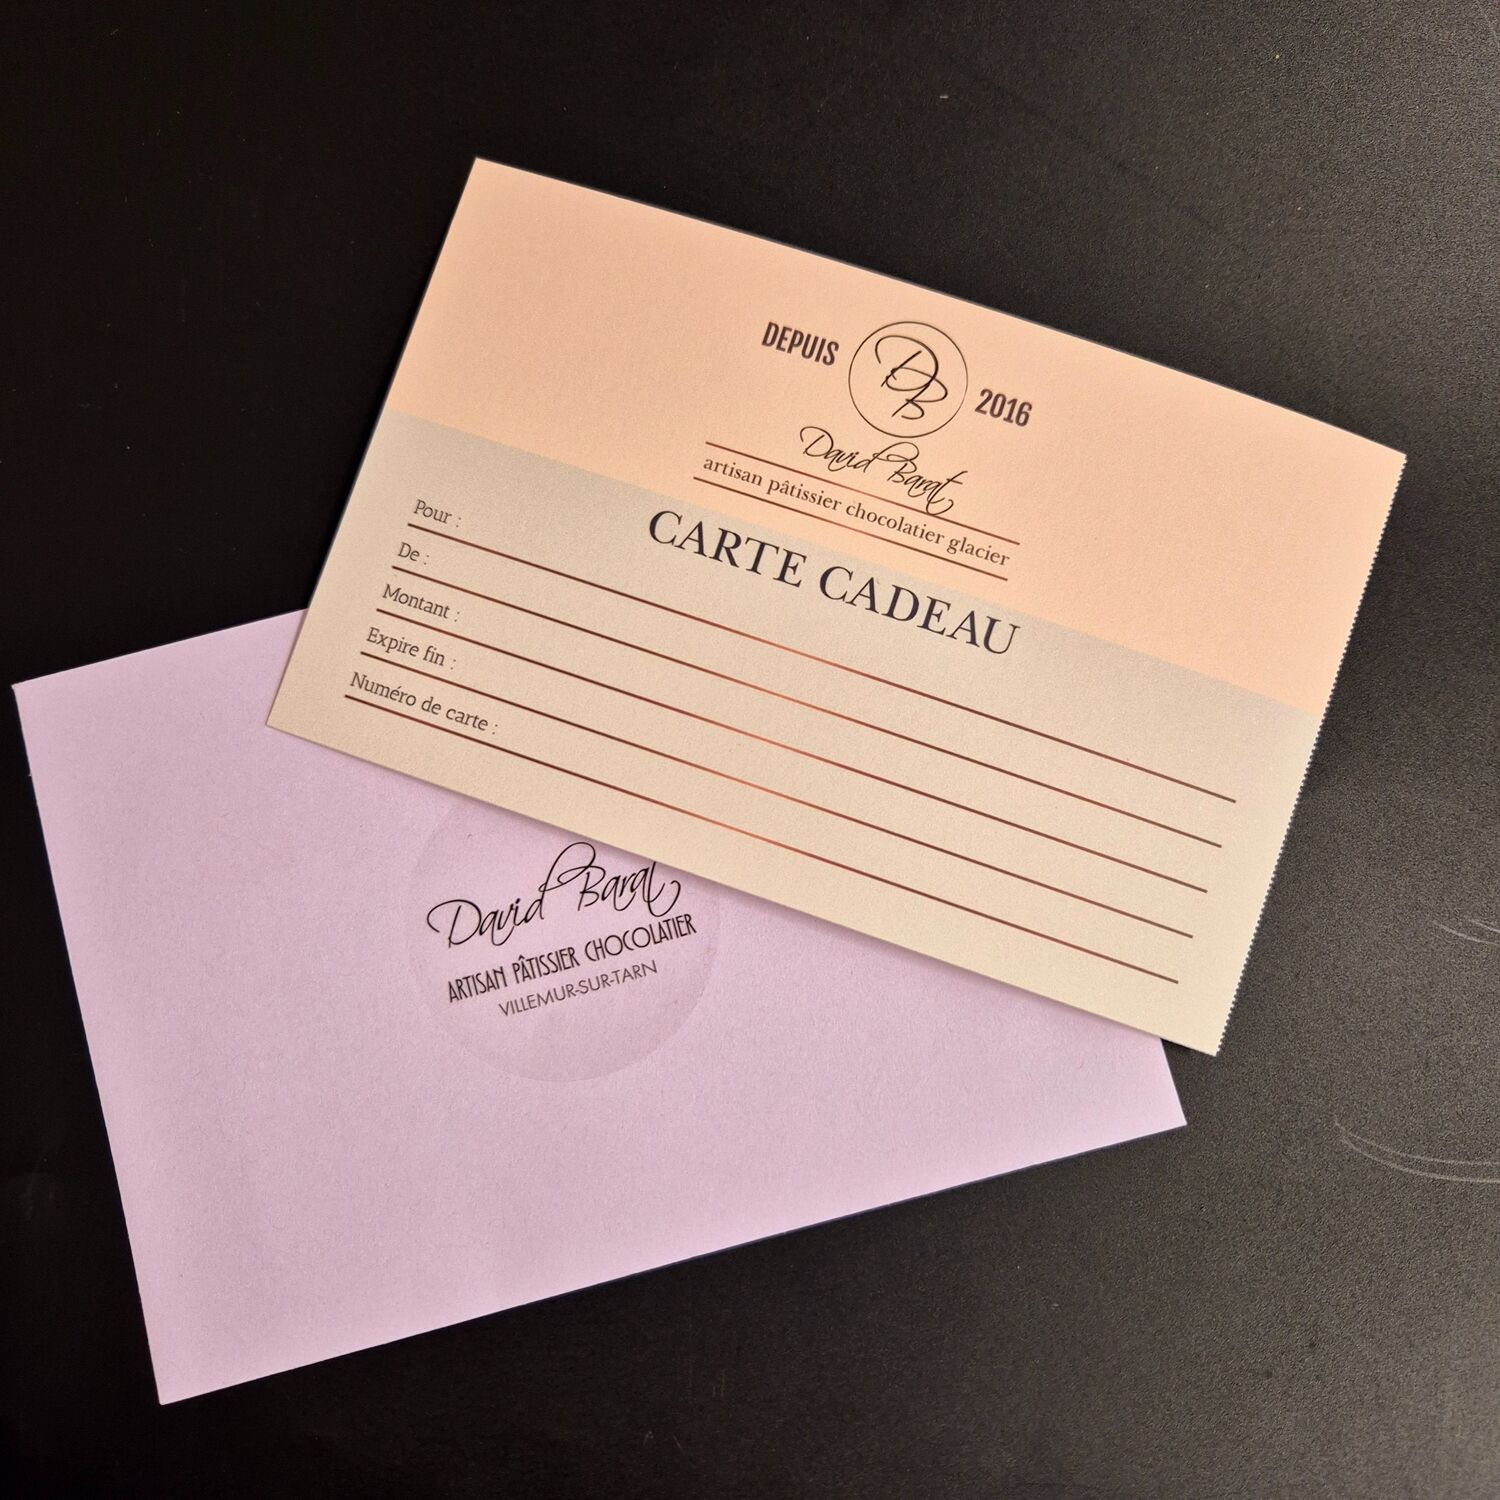 DEPUIS DB 2016
David Barat
artisan pâtissier chocolatier glacier
CARTE CADEAU
Pour :
De :
Montant :
Expire fin :
Numéro de carte :
David Barat
ARTISAN PÂTISSIER CHOCOLATIER
VILLEMUR-SUR-TARN